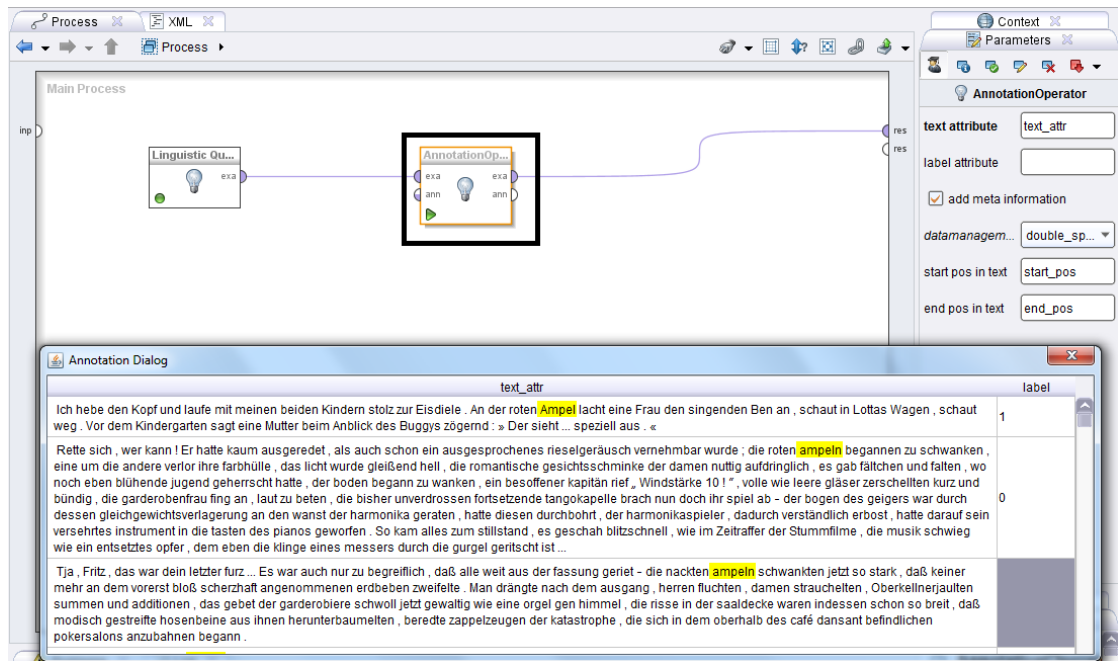 Process
XML
Context
Process
Parameters
Main Process
AnnotationOperator
inp
res
res
text attribute
text_attr
Linguistic Qu...
exa
AnnotationOp...
exa
exa
ann
ann
label attribute
add meta information
datamanagem...
double_sp...
start pos in text
start_pos
end pos in text
end_pos
Annotation Dialog
text_attr
label
Ich hebe den Kopf und laufe mit meinen beiden Kindern stolz zur Eisdiele . An der roten Ampel lacht eine Frau den singenden Ben an , schaut in Lottas Wagen , schaut
weg . Vor dem Kindergarten sagt eine Mutter beim Anblick des Buggys zögernd : » Der sieht ... speziell aus . «
1
Rette sich , wer kann ! Er hatte kaum ausgeredet , als auch schon ein ausgesprochenes rieselgeräusch vernehmbar wurde ; die roten ampeln begannen zu schwanken ,
eine um die andere verlor ihre farbhülle , das licht wurde gleißend hell , die romantische gesichtsschminke der damen nuttig aufdringlich , es gab fältchen und falten , wo
noch eben blühende jugend geherrscht hatte , der boden begann zu wanken , ein besoffener kapitän rief „ Windstärke 10 ! “ , volle wie leere gläser zerschellten kurz und
bündig , die garderobenfrau fing an , laut zu beten , die bisher unverdrossen fortsetzende tangokapelle brach nun doch ihr spiel ab – der bogen des geigers war durch
dessen gleichgewichtsverlagerung an den wanst der harmonika geraten , hatte diesen durchbohrt , der harmonikaspieler , dadurch verständlich erbost , hatte darauf sein
versehrtes instrument in die tasten des pianos geworfen . So kam alles zum stillstand , es geschah blitzschnell , wie im Zeitraffer der Stummfilme , die musik schwieg
wie ein entsetztes opfer , dem eben die klinge eines messers durch die gurgel geritscht ist ...
0
Tja , Fritz , das war dein letzter furz ... Es war auch nur zu begreiflich , daß alle weit aus der fassung geriet – die nackten ampeln schwankten jetzt so stark , daß keiner
mehr an dem vorerst bloß scherzhaft angenommenen erdbeben zweifelte . Man drängte nach dem ausgang , herren fluchten , damen strauchelten , Oberkellnerjaulten
summen und additionen , das gebet der garderobiere schwoll jetzt gewaltig wie eine orgel gen himmel , die risse in der saaldecke waren indessen schon so breit , daß
modisch gestreifte hosenbeine aus ihnen herunterbaumelten , beredte zappelzeugen der katastrophe , die sich in dem oberhalb des café dansant befindlichen
pokersalons anzubahnen begann .